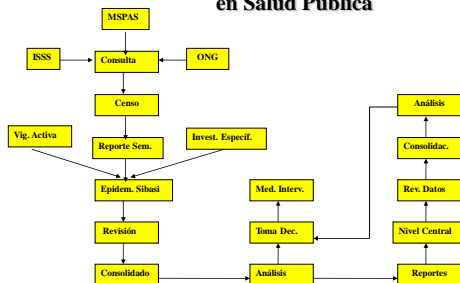 en Salud Pública
MSPAS
ISSS
Consulta
ONG
Censo
Análisis
Vig. Activa
Reporte Sem.
Invest. Específ.
Consolidac.
Epidem. Sibasi
Med. Interv.
Rev. Datos
Revisión
Toma Dec.
Nivel Central
Consolidado
Análisis
Reportes